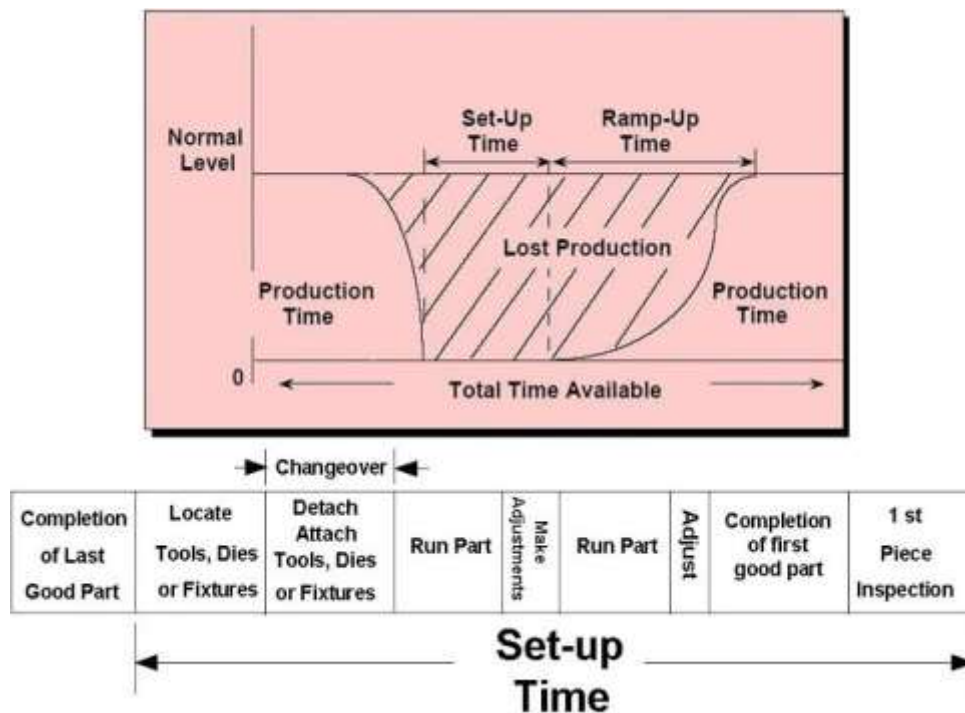 Set-Up
Time
Ramp-Up
Time
Normal
Level
Lost Production
Production
Time
Production
Time
0
Total Time Available
Changeover
Completion
of Last
Good Part
Locate
Tools, Dies
or Fixtures
Detach
Attach
Tools, Dies
or Fixtures
Run Part
Make
Adjustments
Run Part
Adjust
Completion
of first
good part
1 st
Piece
Inspection
Set-up
Time